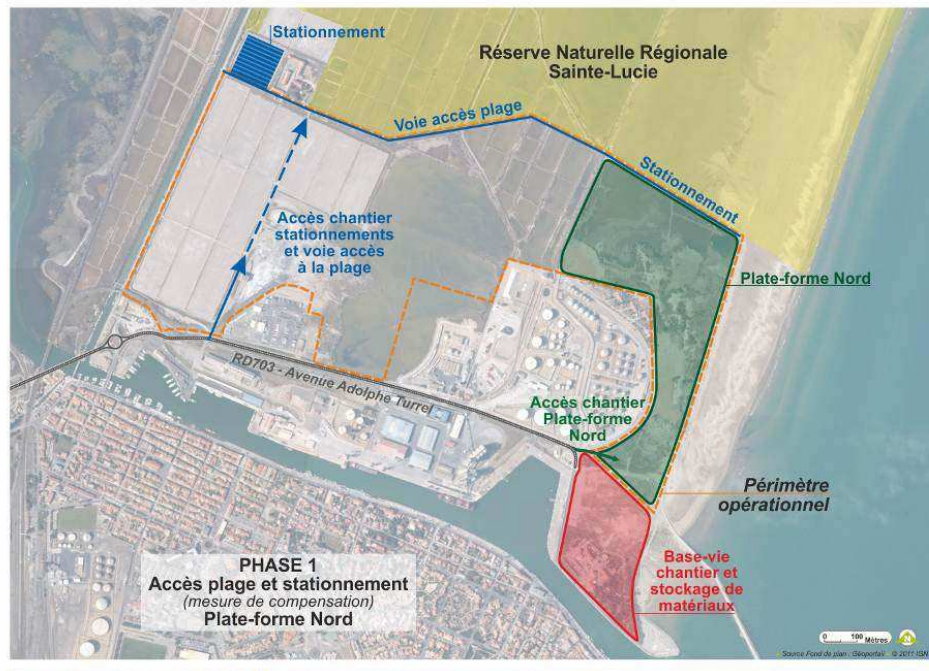 Stationnement
Réserve Naturelle Régionale
Sainte-Lucie
Voie accès plage
Stationnement
Accès chantier
stationnements
et voie accès
à la plage
Plate-forme Nord
RD703 - Avenue Adolphe Turrel
Accès chantier
Plate-forme
Nord
Périmètre
opérationnel
PHASE 1
Accès plage et stationnement
(mesure de compensation)
Plate-forme Nord
Base-vie
chantier et
stockage de
matériaux
0 100 Mètres
Source Fond de plan : Géoportail © 2011 IGN